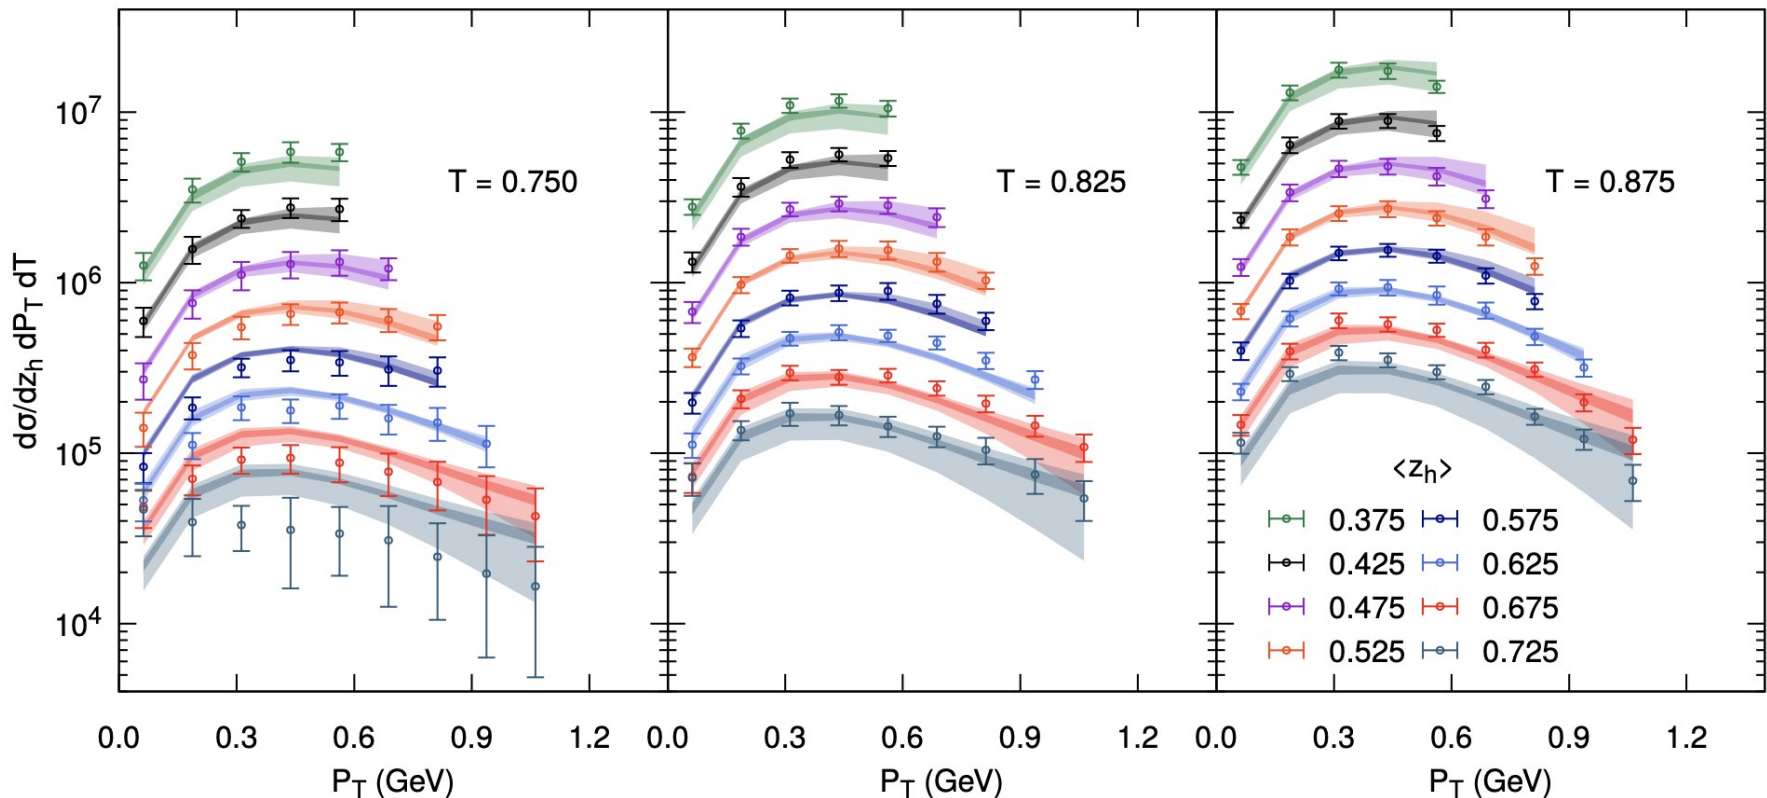 dσ/dz_h dP_T dT
10^7
10^6
10^5
10^4
T = 0.750
T = 0.825
T = 0.875
⟨z_h⟩
0.375 0.575
0.425 0.625
0.475 0.675
0.525 0.725
0.0 0.3 0.6 0.9 1.2 0.0 0.3 0.6 0.9 1.2 0.0 0.3 0.6 0.9 1.2
P_T (GeV) P_T (GeV) P_T (GeV)